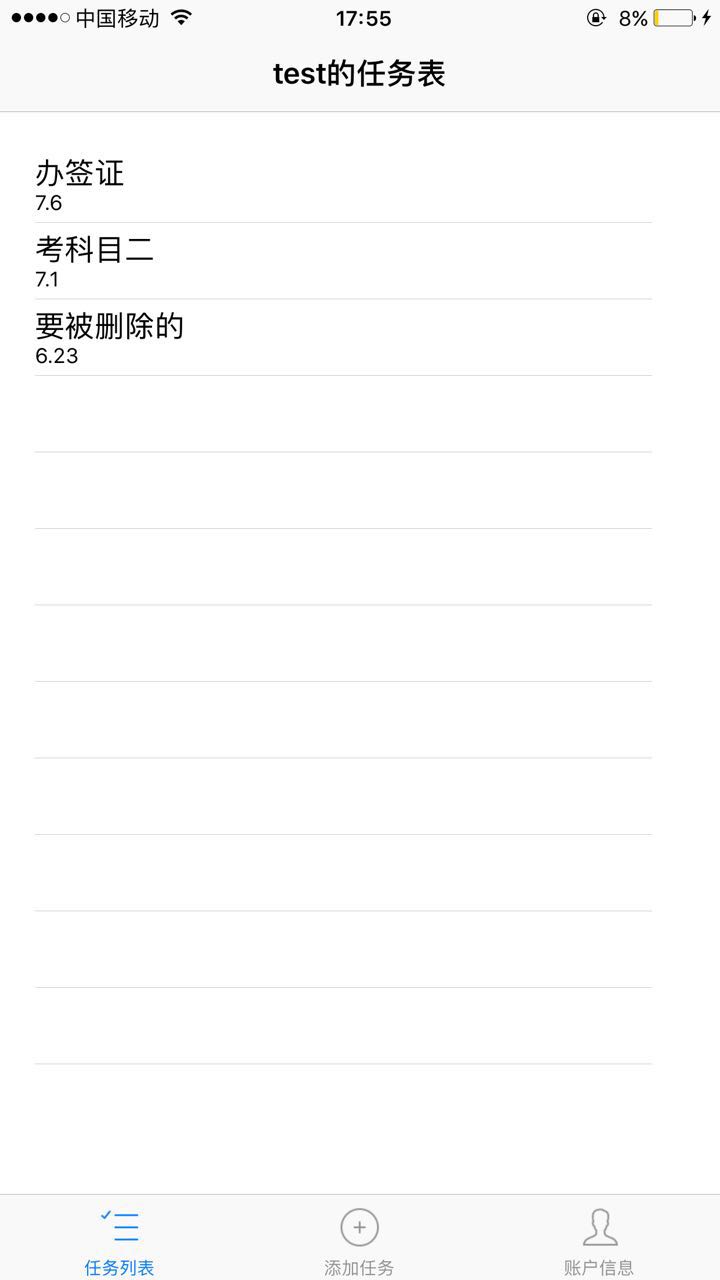 中国移动 17:55 8%
test的任务表
办签证
7.6
考科目二
7.1
要被删除的
6.23
任务列表 添加任务 账户信息